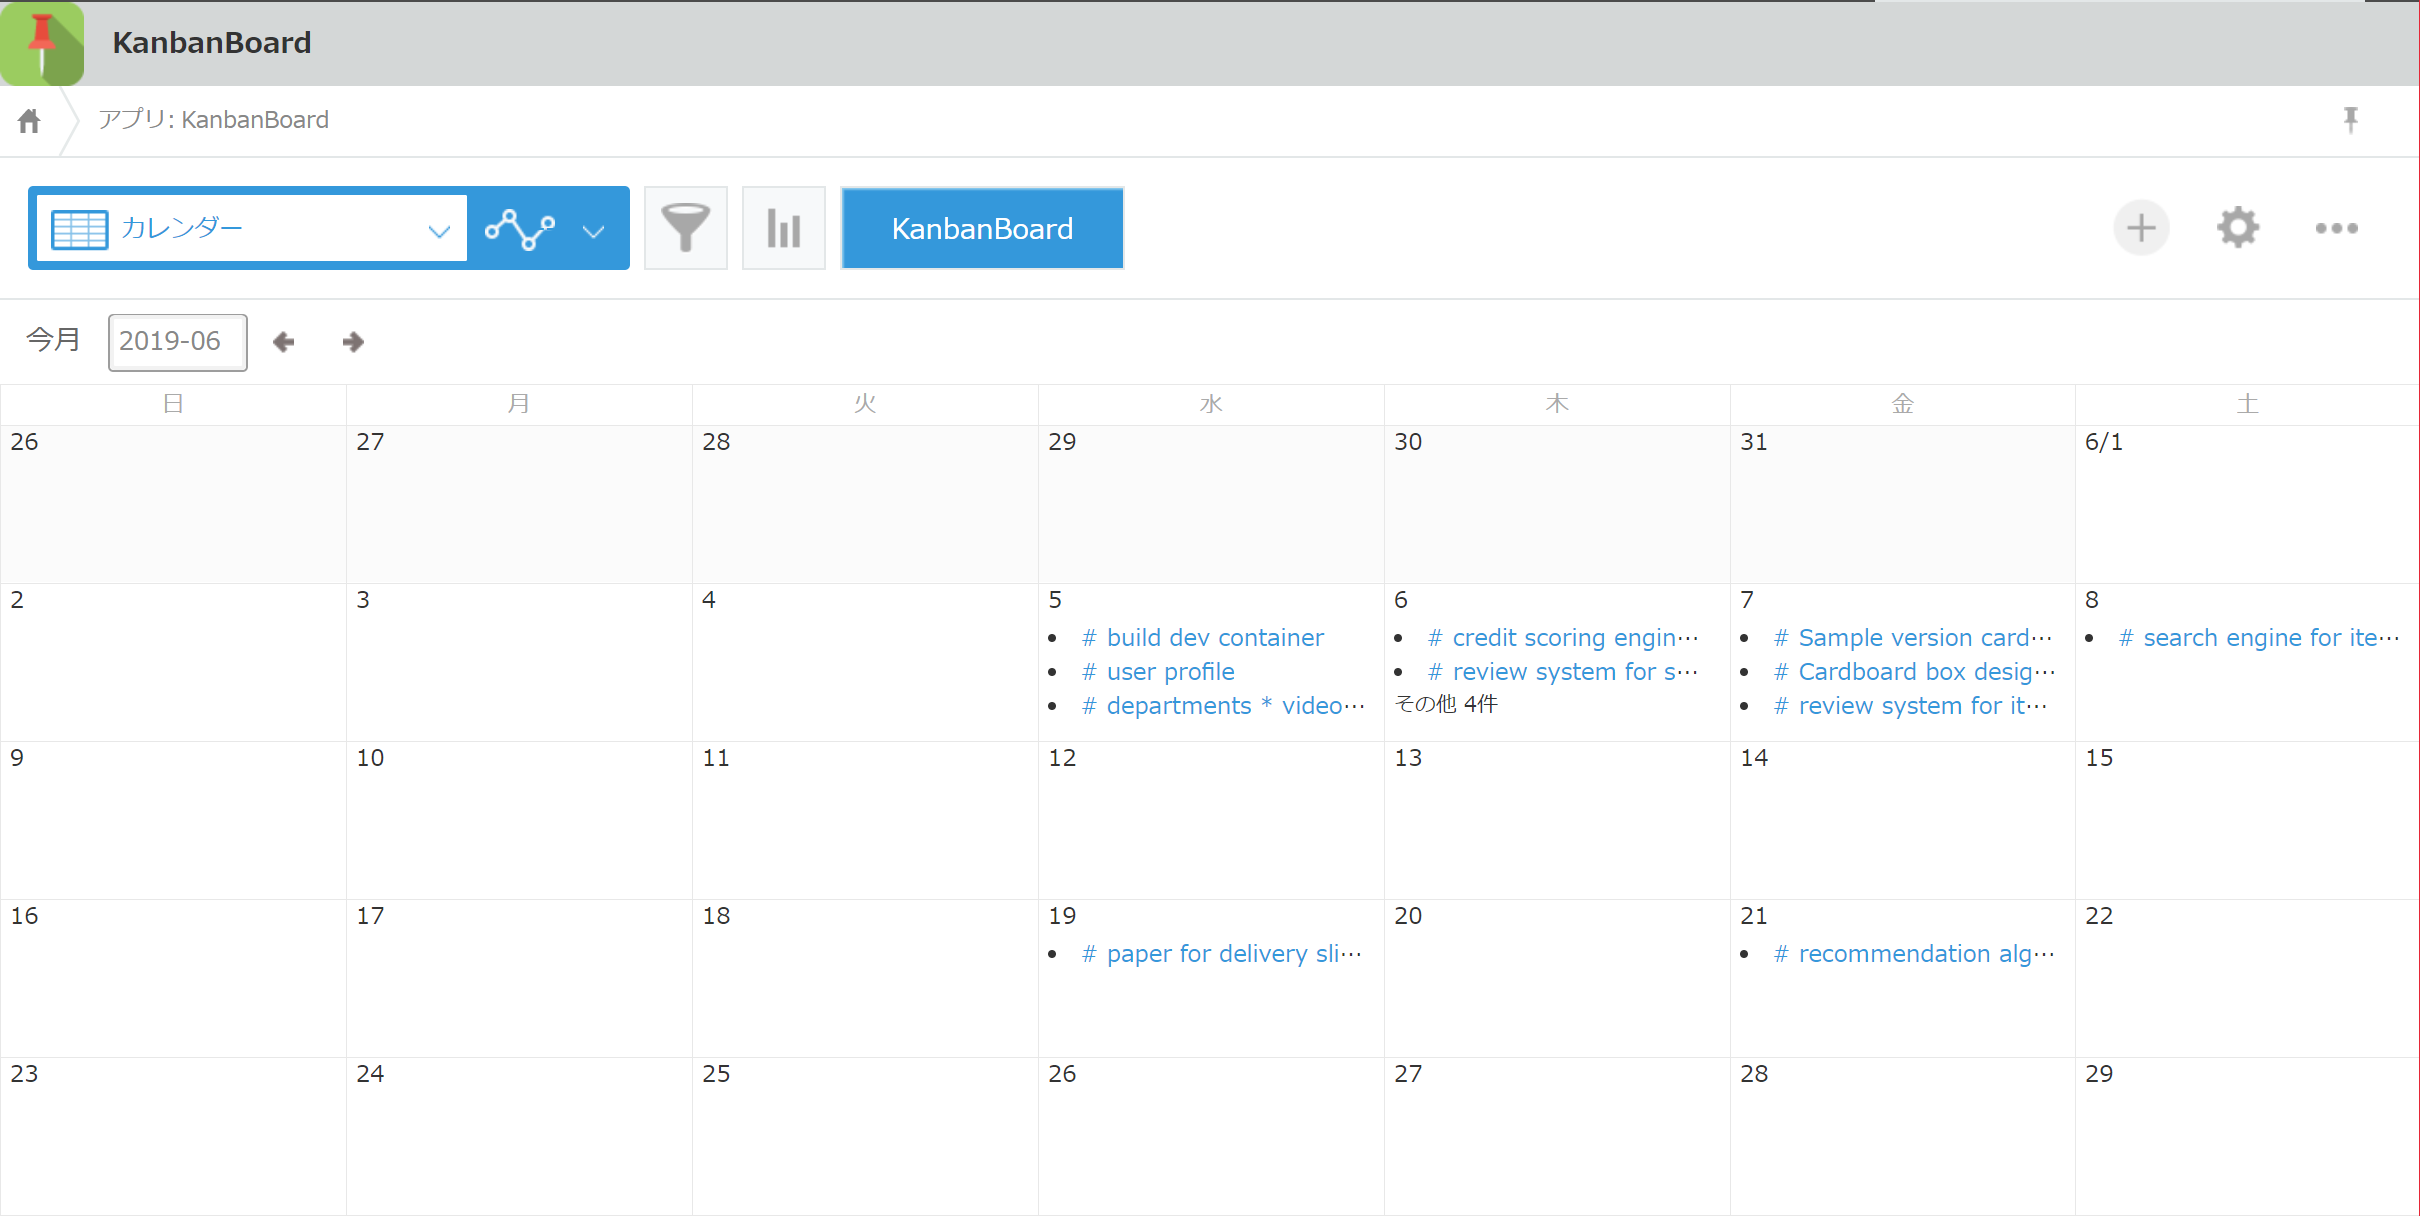 KanbanBoard
アプリ: KanbanBoard
カレンダー
KanbanBoard
今月 2019-06
日 月 火 水 木 金 土
26 27 28 29 30 31 6/1
2 3 4 5 6 7 8
# build dev container
# user profile
# departments * video…
# credit scoring engin…
# review system for s…
その他 4件
# Sample version card…
# Cardboard box desig…
# review system for it…
# search engine for ite…
9 10 11 12 13 14 15
16 17 18 19 20 21 22
# paper for delivery sli…
# recommendation alg…
23 24 25 26 27 28 29